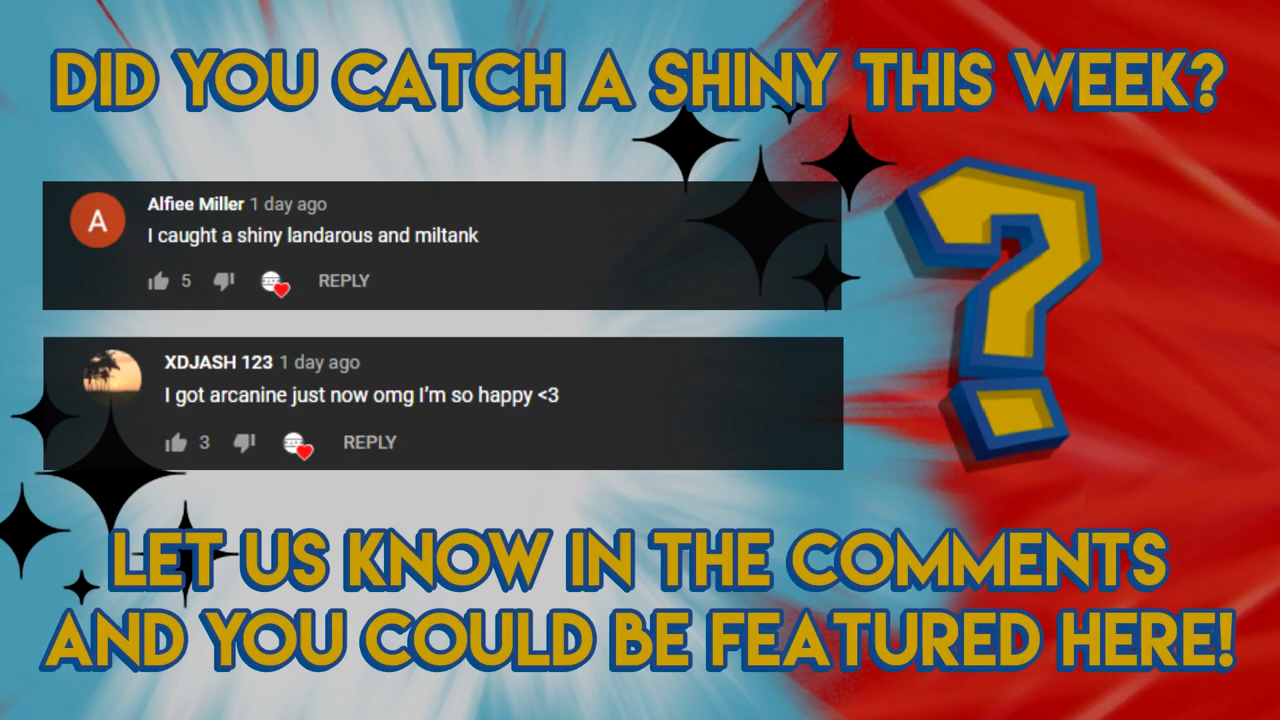 DID YOU CATCH A SHINY THIS WEEK?
A
Alfiee Miller 1 day ago
I caught a shiny landarous and miltank
5 REPLY
XDJASH 123 1 day ago
I got arcanine just now omg I'm so happy <3
3 REPLY
?
LET US KNOW IN THE COMMENTS
AND YOU COULD BE FEATURED HERE!